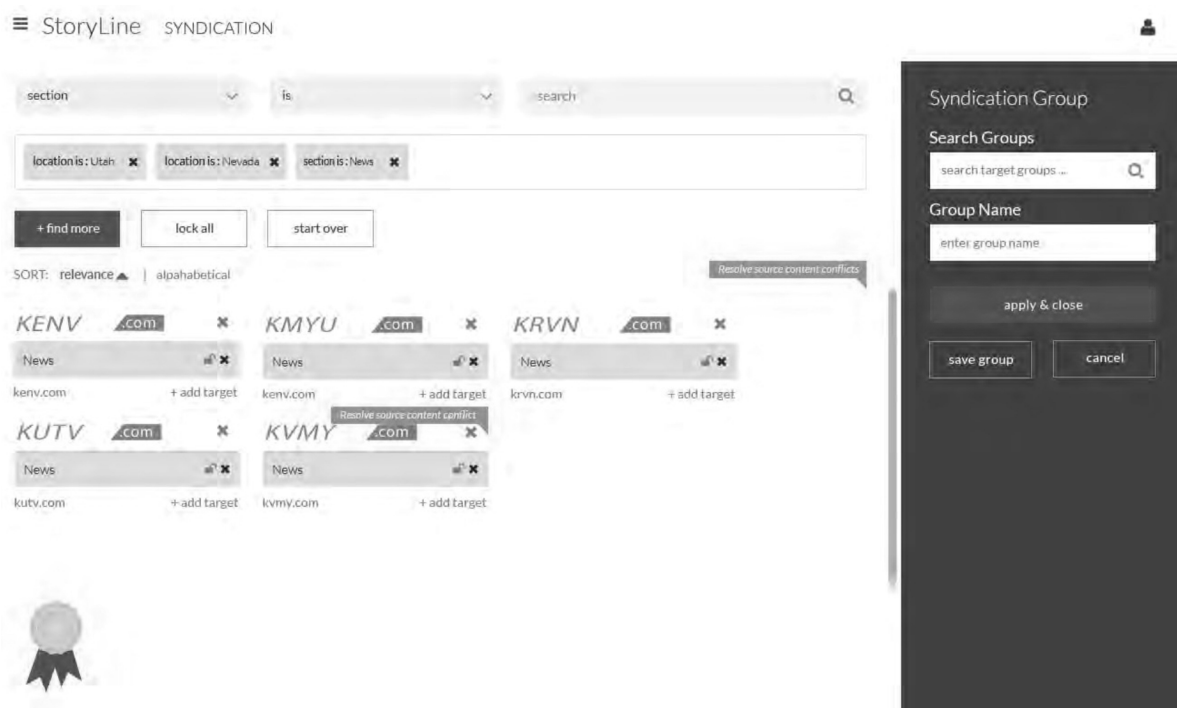 StoryLine SYNDICATION
section is search
location is : Utah location is : Nevada section is : News
+ find more lock all start over
SORT: relevance | alpahabetical
Resolve source content conflicts
KENV .com KMYU .com KRVN .com
News News News
kenv.com + add target kenv.com + add target krvn.com + add target
Resolve source content conflict
KUTV .com KVMY .com
News News
kutv.com + add target kvmy.com + add target
Syndication Group
Search Groups
search target groups ...
Group Name
enter group name
apply & close
save group cancel